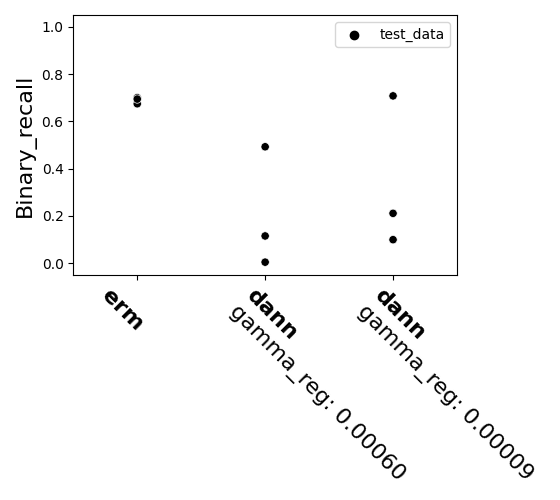 1.0
0.8
0.6
0.4
0.2
0.0
Binary_recall
test_data
erm
dann
gamma_reg: 0.00060
dann
gamma_reg: 0.00009